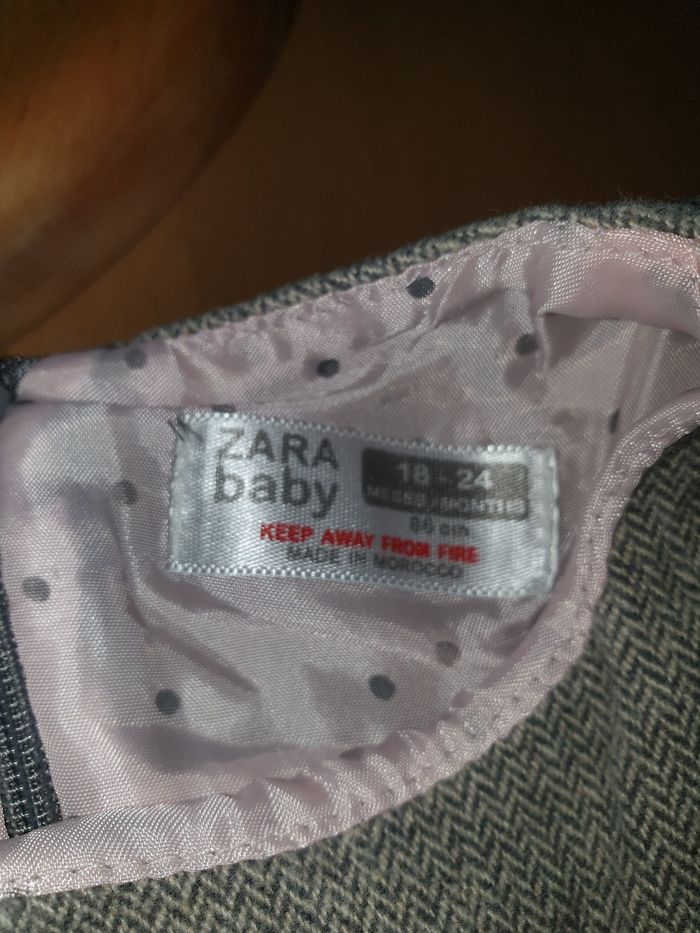 ZARA
baby
18 - 24
MESES/MONTHS
86 cm
KEEP AWAY FROM FIRE
MADE IN MOROCCO